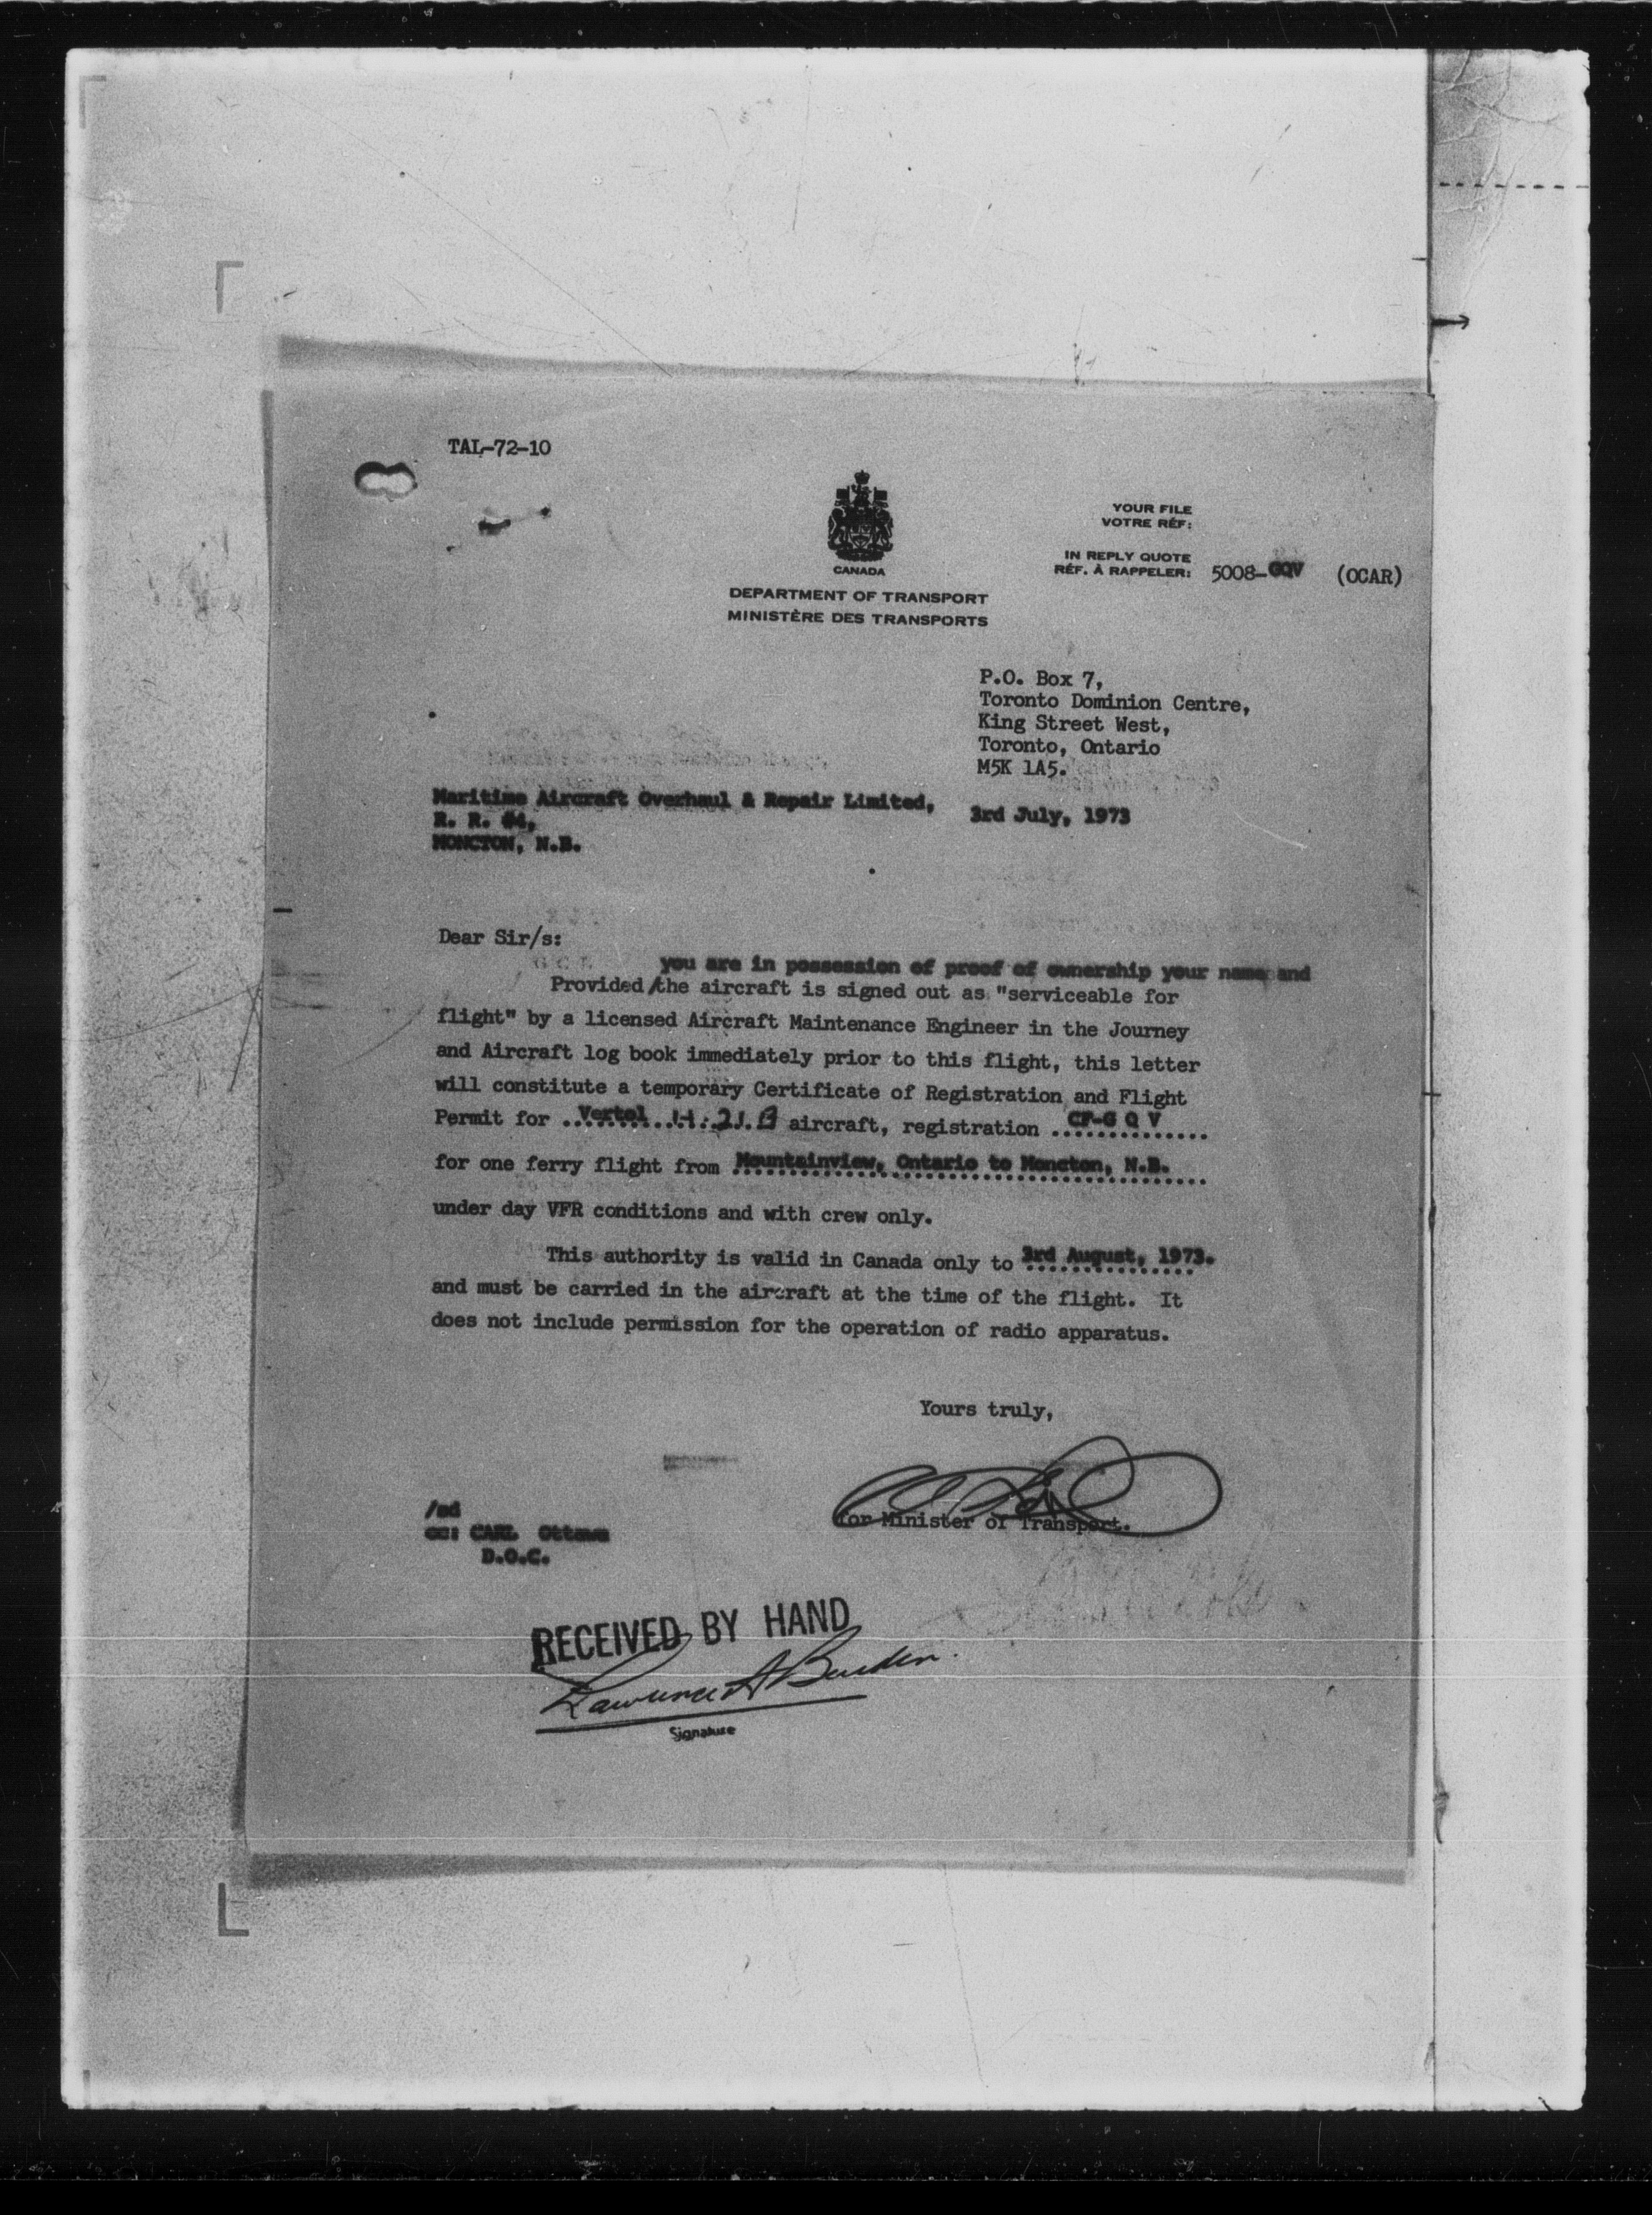 TAL-72-10
CANADA
DEPARTMENT OF TRANSPORT
MINISTÈRE DES TRANSPORTS
YOUR FILE
VOTRE RÉF:
IN REPLY QUOTE
RÉF. À RAPPELER: 5008-GQV (OCAR)
P.O. Box 7,
Toronto Dominion Centre,
King Street West,
Toronto, Ontario
M5K 1A5.
Maritime Aircraft Overhaul & Repair Limited,
R. R. #4,
MONCTON, N.B.
3rd July, 1973
Dear Sir/s:
you are in possession of proof of ownership your name and
Provided/the aircraft is signed out as "serviceable for
flight" by a licensed Aircraft Maintenance Engineer in the Journey
and Aircraft log book immediately prior to this flight, this letter
will constitute a temporary Certificate of Registration and Flight
Permit for ..Vertol..H.21.B aircraft, registration ..CF-G Q V......
for one ferry flight from Mountainview, Ontario to Moncton, N.B.
under day VFR conditions and with crew only.
This authority is valid in Canada only to 3rd August, 1973.
and must be carried in the aircraft at the time of the flight. It
does not include permission for the operation of radio apparatus.
Yours truly,
for Minister of Transport.
/sd
cc: CARL Ottawa
D.O.C.
RECEIVED BY HAND
Lawrence A Burden.
Signature